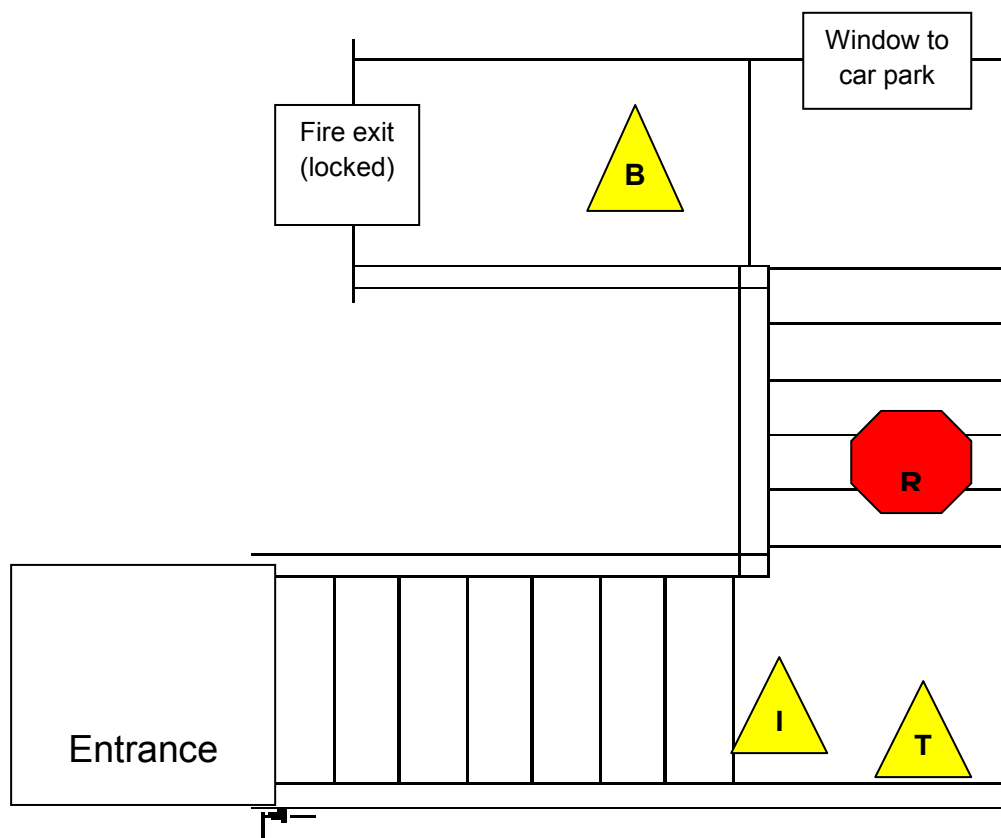 Window to
car park
Fire exit
(locked)
B
R
I
T
Entrance